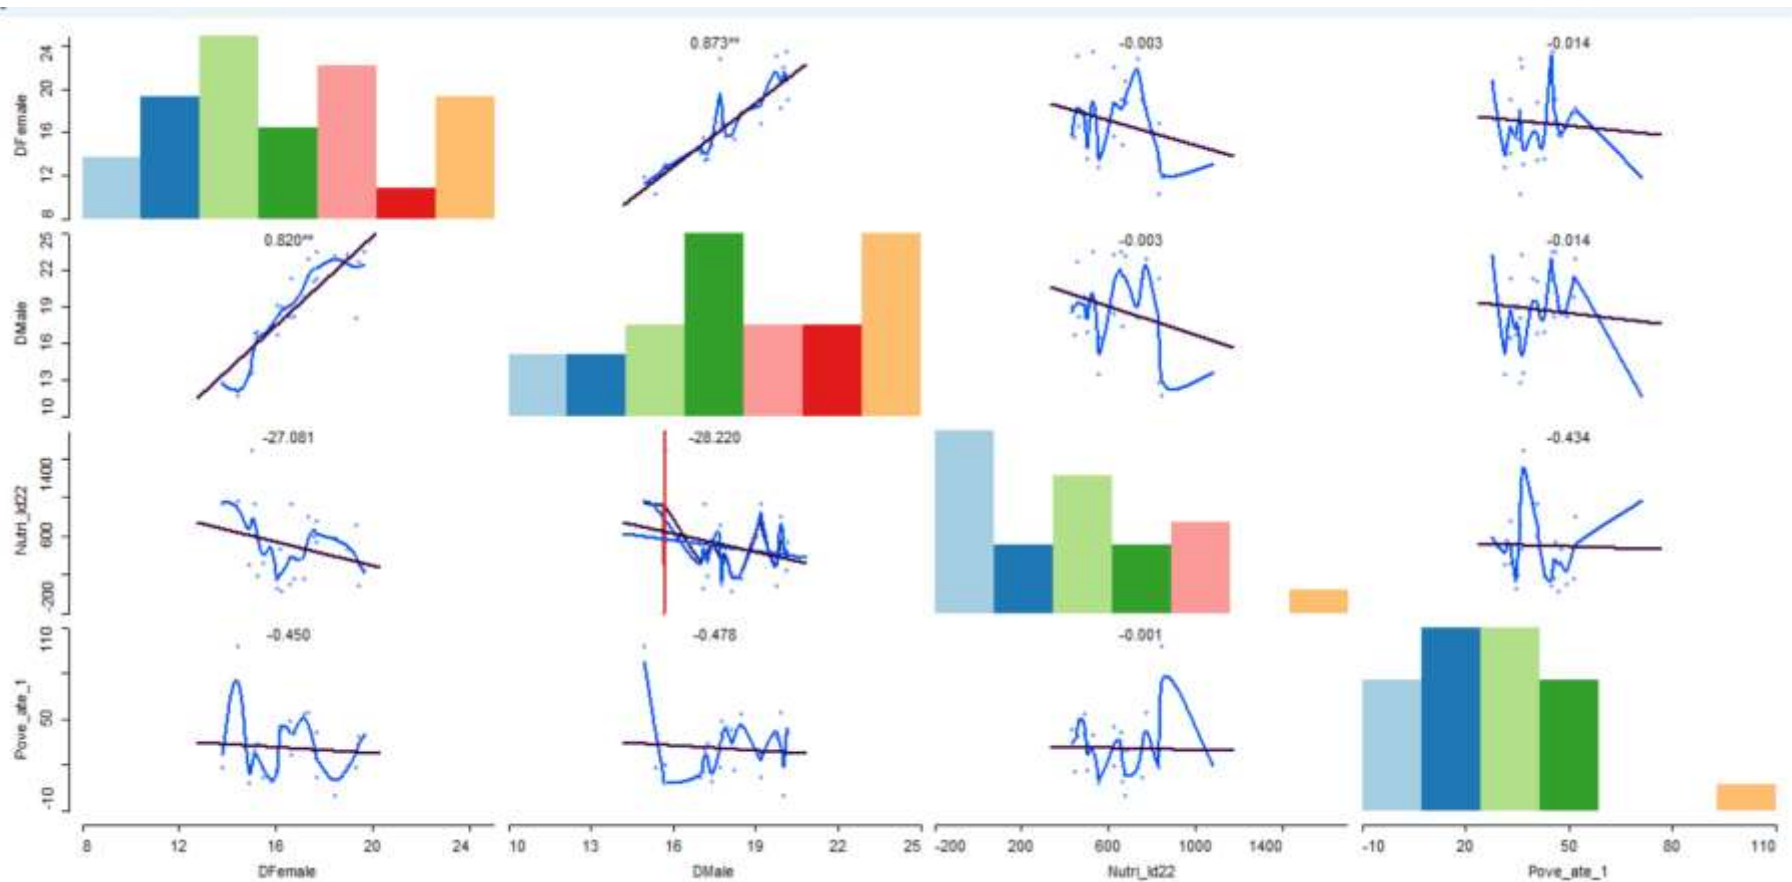 0.873**
-0.003
-0.014
DFemale
8 12 16 20 24
0.820**
-0.003
-0.014
DMale
10 13 16 19 22 25
-27.081
-28.220
-0.434
Nutri_ld22
-200 600 1400
-0.450
-0.478
-0.001
Pove_ate_1
-10 50 110
8 12 16 20 24
10 13 16 19 22 25
-200 200 600 1000 1400
-10 20 50 80 110
DFemale
DMale
Nutri_ld22
Pove_ate_1